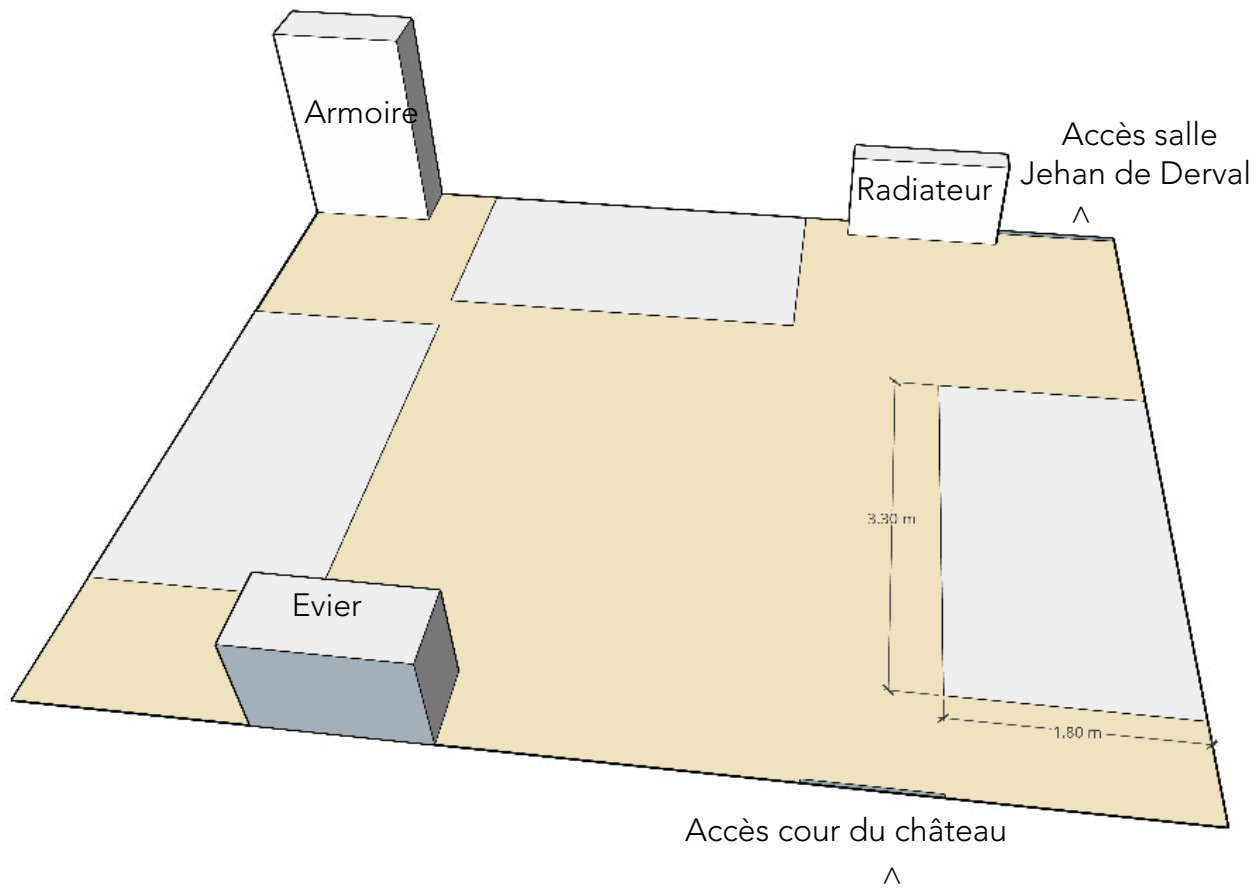 Armoire
Accès salle
Jehan de Derval
^
Radiateur
3.30 m
Evier
1.80 m
Accès cour du château
^